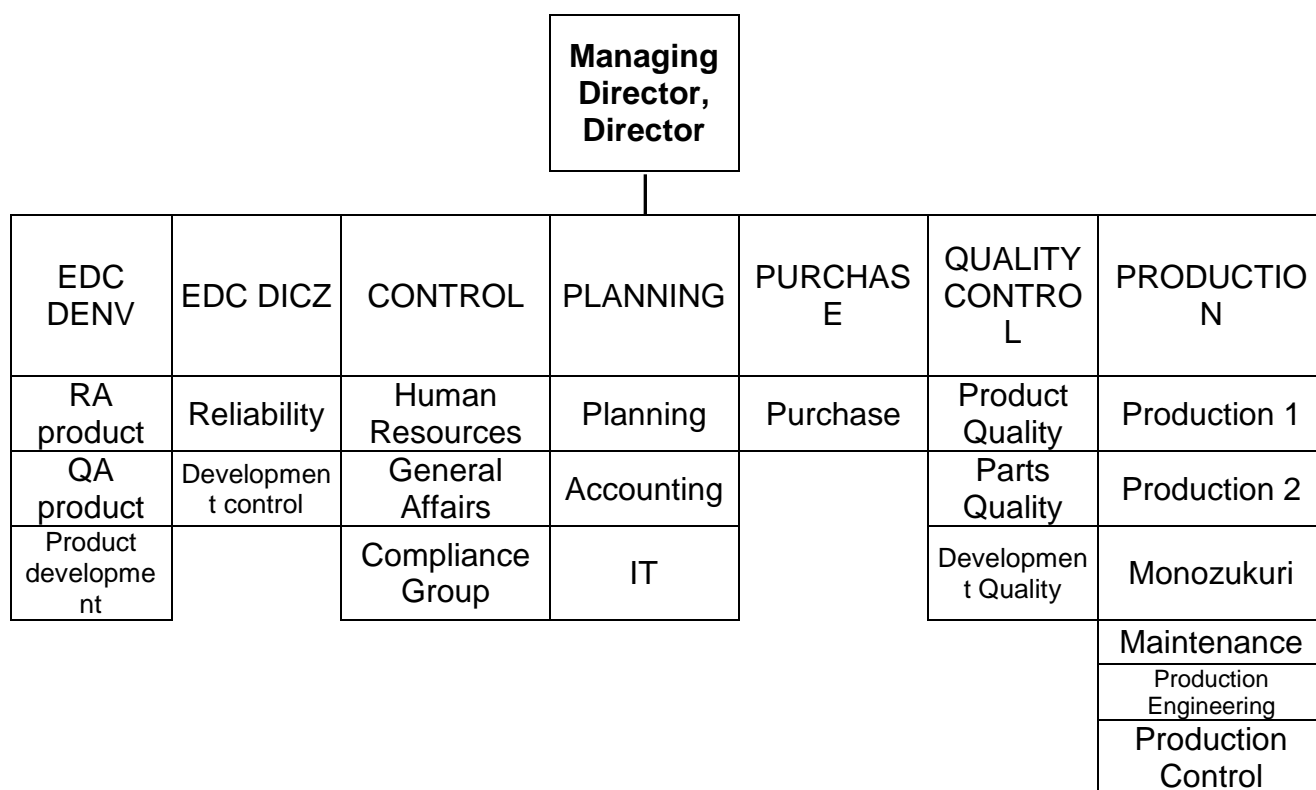 Managing
Director,
Director
EDC
DENV
EDC DICZ
CONTROL
PLANNING
PURCHAS
E
QUALITY
CONTRO
L
PRODUCTIO
N
RA
product
Reliability
Human
Resources
Planning
Purchase
Product
Quality
Production 1
QA
product
Developmen
t control
General
Affairs
Accounting
Parts
Quality
Production 2
Product
developme
nt
Compliance
Group
IT
Developmen
t Quality
Monozukuri
Maintenance
Production
Engineering
Production
Control